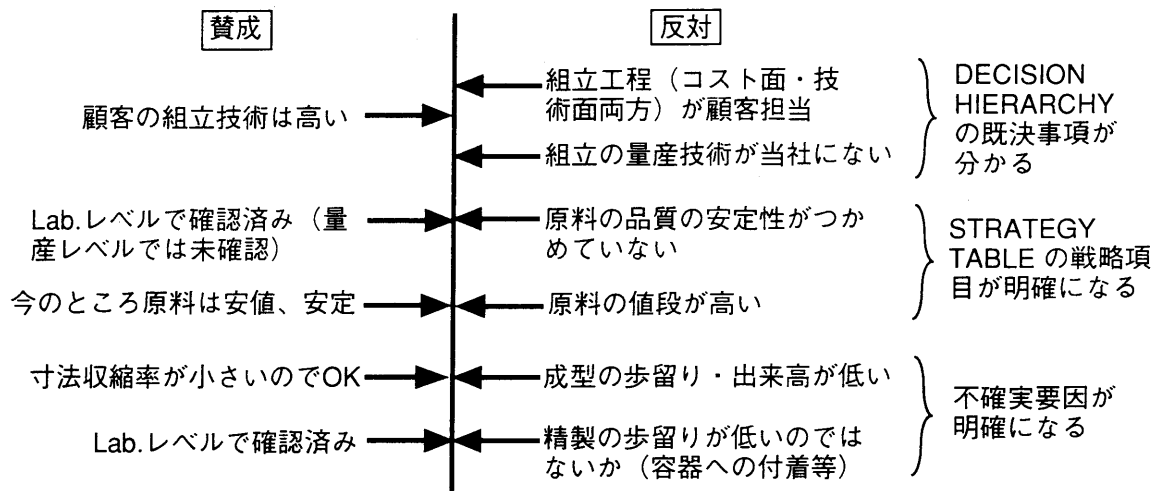 賛成
反対
顧客の組立技術は高い
組立工程（コスト面・技
術面両方）が顧客担当
組立の量産技術が当社にない
DECISION
HIERARCHY
の既決事項が
分かる
Lab.レベルで確認済み（量
産レベルでは未確認）
原料の品質の安定性がつか
めていない
今のところ原料は安値、安定
原料の値段が高い
STRATEGY
TABLE の戦略項
目が明確になる
寸法収縮率が小さいのでOK
成型の歩留り・出来高が低い
Lab.レベルで確認済み
精製の歩留りが低いのでは
ないか（容器への付着等）
不確実要因が
明確になる